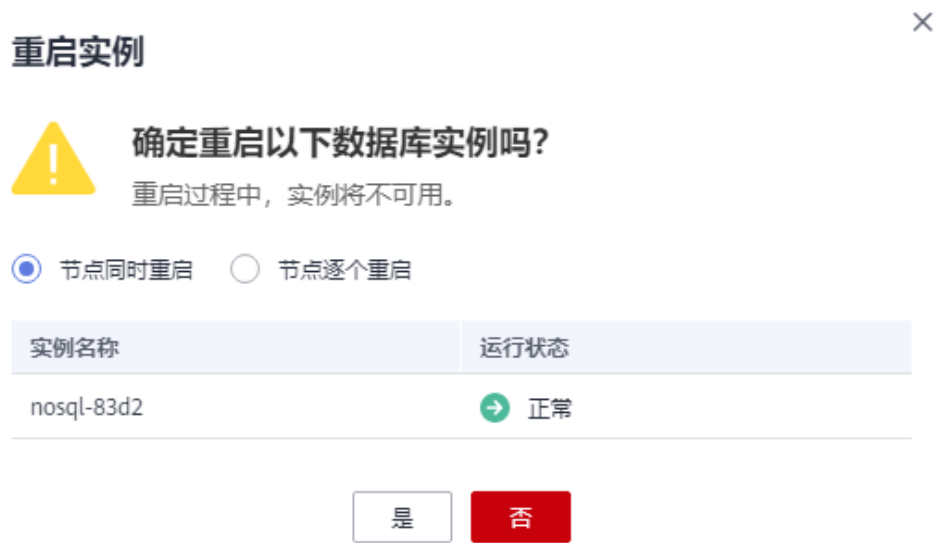 重启实例
确定重启以下数据库实例吗?
重启过程中，实例将不可用。
节点同时重启 节点逐个重启
实例名称 运行状态
nosql-83d2 正常
是 否